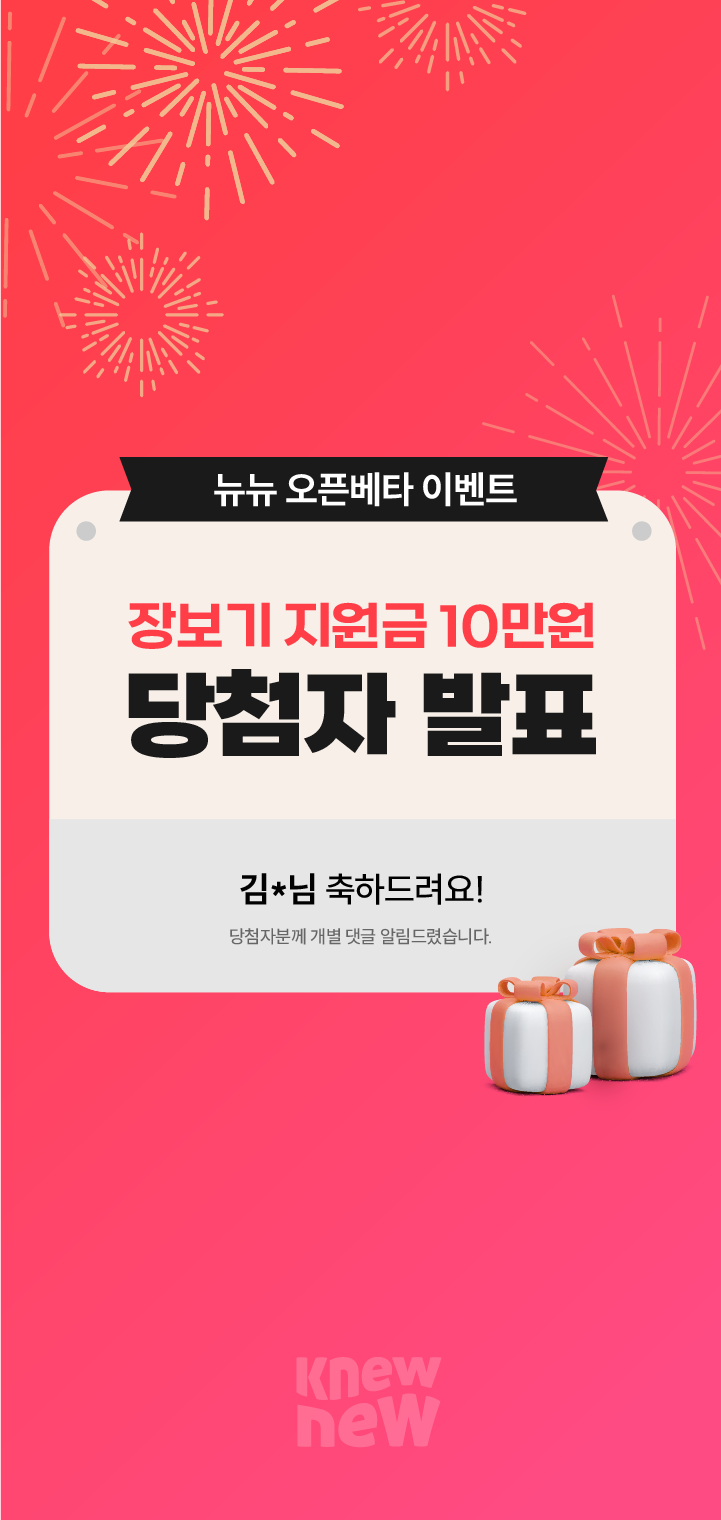 뉴뉴 오픈베타 이벤트
장보기 지원금 10만원
당첨자 발표
김*님 축하드려요!
당첨자분께 개별 댓글 알림드렸습니다.
knew
new